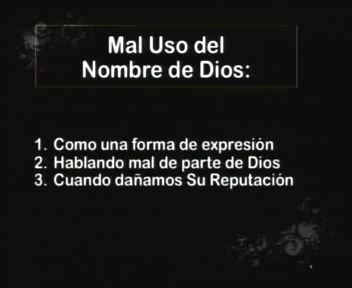 Mal Uso del
Nombre de Dios:
1. Como una forma de expresión
2. Hablando mal de parte de Dios
3. Cuando dañamos Su Reputación